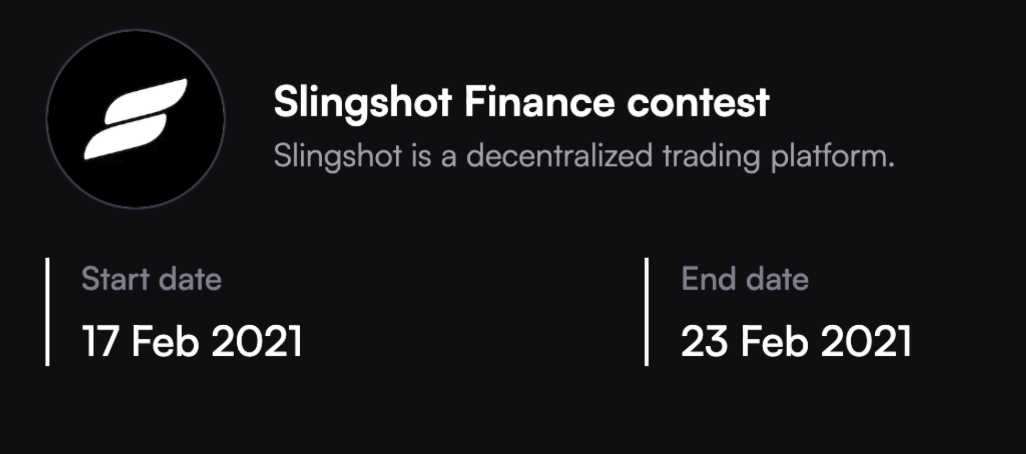 Slingshot Finance contest
Slingshot is a decentralized trading platform.
Start date
End date
17 Feb 2021
23 Feb 2021